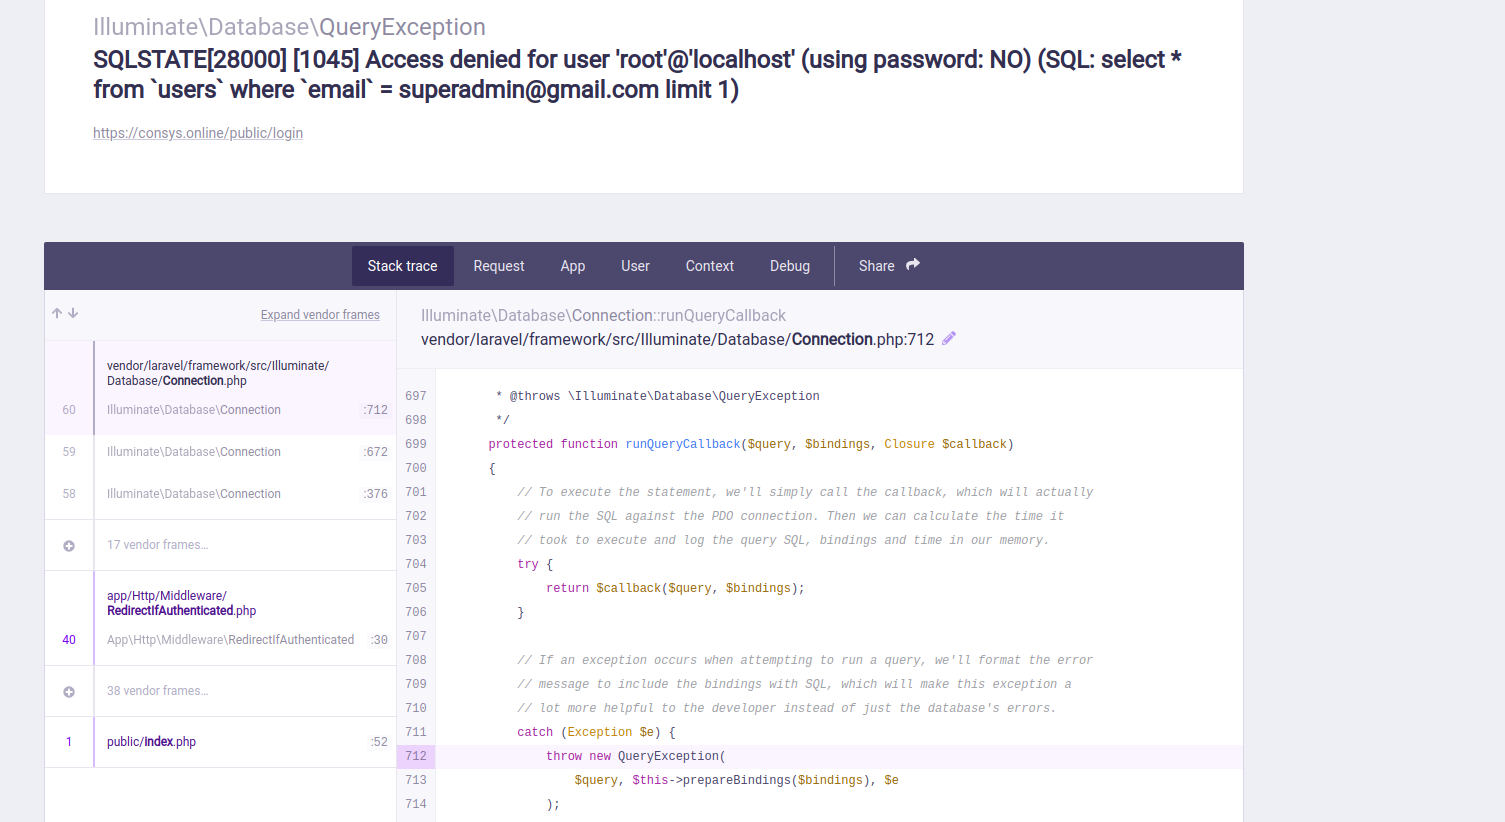 Illuminate\Database\QueryException
SQLSTATE[28000] [1045] Access denied for user 'root'@'localhost' (using password: NO) (SQL: select *
from `users` where `email` = superadmin@gmail.com limit 1)
https://consys.online/public/login
Stack trace Request App User Context Debug Share
Expand vendor frames
vendor/laravel/framework/src/Illuminate/
Database/Connection.php
60 Illuminate\Database\Connection :712
59 Illuminate\Database\Connection :672
58 Illuminate\Database\Connection :376
17 vendor frames…
app/Http/Middleware/
RedirectIfAuthenticated.php
40 App\Http\Middleware\RedirectIfAuthenticated :30
38 vendor frames…
1 public/index.php :52
Illuminate\Database\Connection::runQueryCallback
vendor/laravel/framework/src/Illuminate/Database/Connection.php:712
697 * @throws \Illuminate\Database\QueryException
698 */
699 protected function runQueryCallback($query, $bindings, Closure $callback)
700 {
701 // To execute the statement, we'll simply call the callback, which will actually
702 // run the SQL against the PDO connection. Then we can calculate the time it
703 // took to execute and log the query SQL, bindings and time in our memory.
704 try {
705 return $callback($query, $bindings);
706 }
707
708 // If an exception occurs when attempting to run a query, we'll format the error
709 // message to include the bindings with SQL, which will make this exception a
710 // lot more helpful to the developer instead of just the database's errors.
711 catch (Exception $e) {
712 throw new QueryException(
713 $query, $this->prepareBindings($bindings), $e
714 );